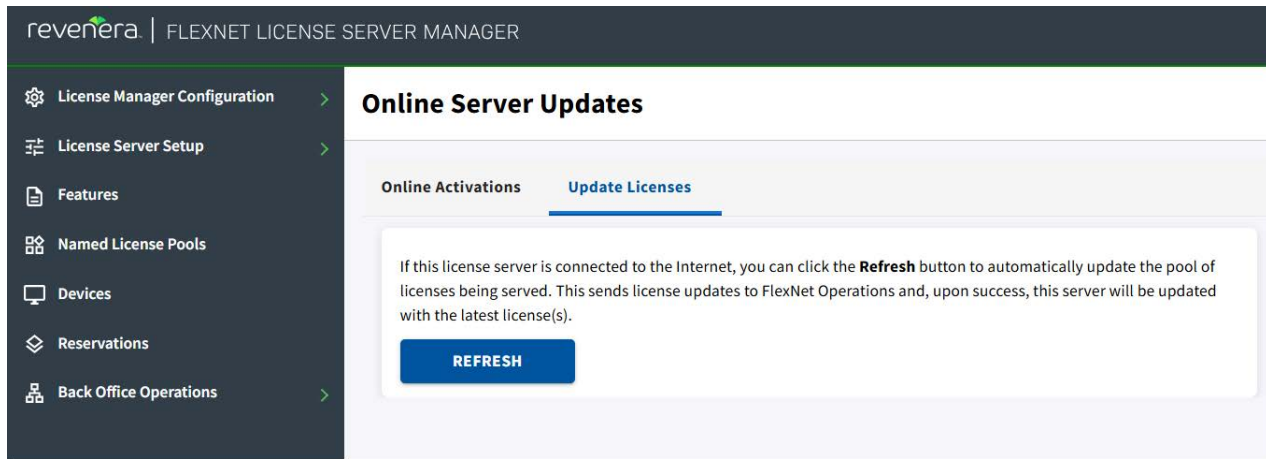 revenera. | FLEXNET LICENSE SERVER MANAGER
License Manager Configuration
License Server Setup
Features
Named License Pools
Devices
Reservations
Back Office Operations
Online Server Updates
Online Activations Update Licenses
If this license server is connected to the Internet, you can click the Refresh button to automatically update the pool of
licenses being served. This sends license updates to FlexNet Operations and, upon success, this server will be updated
with the latest license(s).
REFRESH